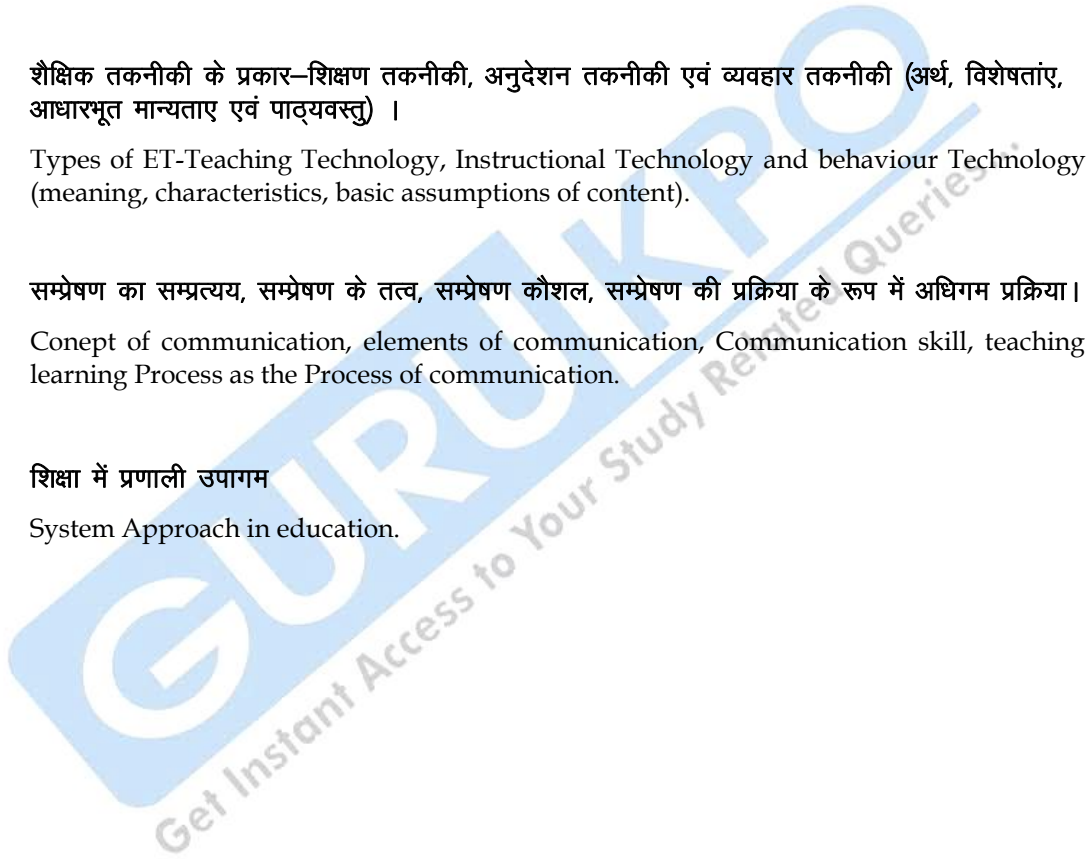 शैक्षिक तकनीकी के प्रकार–शिक्षण तकनीकी, अनुदेशन तकनीकी एवं व्यवहार तकनीकी (अर्थ, विशेषतांए,
आधारभूत मान्यताए एवं पाठ्यवस्तु) ।
Types of ET-Teaching Technology, Instructional Technology and behaviour Technology
(meaning, characteristics, basic assumptions of content).
सम्प्रेषण का सम्प्रत्यय, सम्प्रेषण के तत्व, सम्प्रेषण कौशल, सम्प्रेषण की प्रक्रिया के रूप में अधिगम प्रक्रिया।
Conept of communication, elements of communication, Communication skill, teaching
learning Process as the Process of communication.
शिक्षा में प्रणाली उपागम
System Approach in education.
GURUKPO
Get Instant Access to Your Study Related Queries...